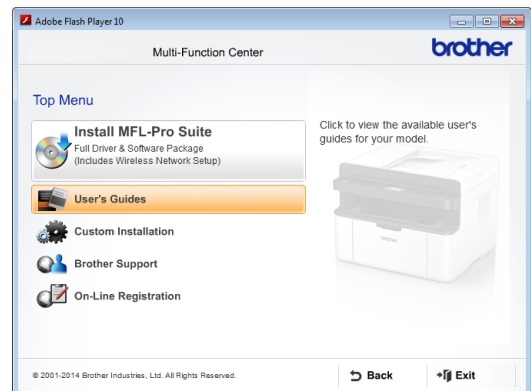 Adobe Flash Player 10
Multi-Function Center
brother
Top Menu
Install MFL-Pro Suite
Full Driver & Software Package
(Includes Wireless Network Setup)
User's Guides
Custom Installation
Brother Support
On-Line Registration
Click to view the available user's
guides for your model.
brother
© 2001-2014 Brother Industries, Ltd. All Rights Reserved.
Back
Exit